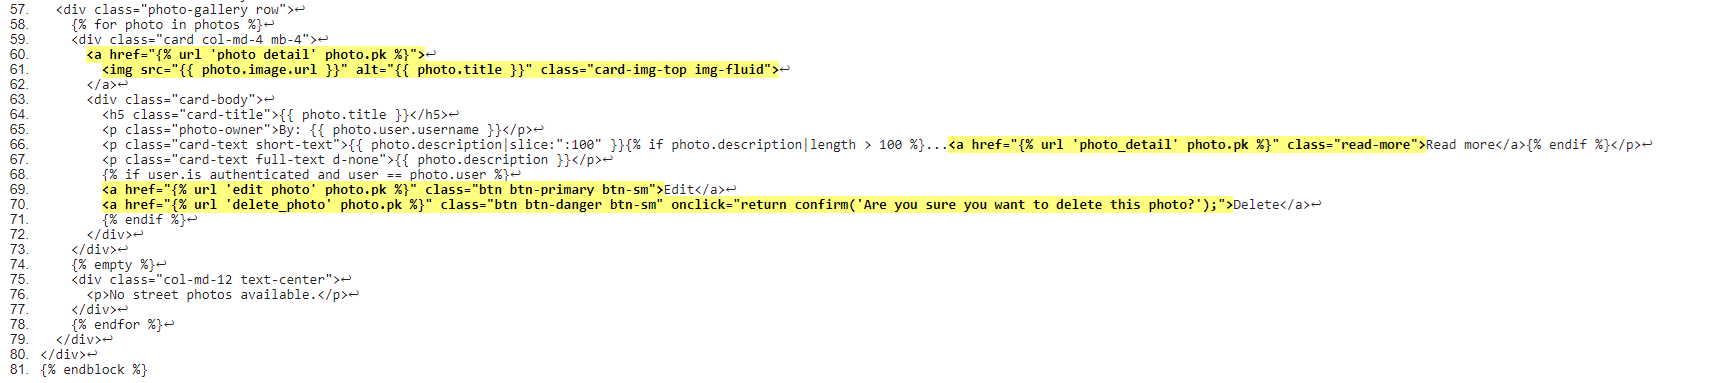 57. <div class="photo-gallery row">↩
58. {% for photo in photos %}↩
59. <div class="card col-md-4 mb-4">↩
60. <a href="{% url 'photo_detail' photo.pk %}">↩
61. <img src="{{ photo.image.url }}" alt="{{ photo.title }}" class="card-img-top img-fluid">↩
62. </a>↩
63. <div class="card-body">↩
64. <h5 class="card-title">{{ photo.title }}</h5>↩
65. <p class="photo-owner">By: {{ photo.user.username }}</p>↩
66. <p class="card-text short-text">{{ photo.description|slice:":100" }}{% if photo.description|length > 100 %}...<a href="{% url 'photo_detail' photo.pk %}" class="read-more">Read more</a>{% endif %}</p>↩
67. <p class="card-text full-text d-none">{{ photo.description }}</p>↩
68. {% if user.is_authenticated and user == photo.user %}↩
69. <a href="{% url 'edit_photo' photo.pk %}" class="btn btn-primary btn-sm">Edit</a>↩
70. <a href="{% url 'delete_photo' photo.pk %}" class="btn btn-danger btn-sm" onclick="return confirm('Are you sure you want to delete this photo?');">Delete</a>↩
71. {% endif %}↩
72. </div>↩
73. </div>↩
74. {% empty %}↩
75. <div class="col-md-12 text-center">↩
76. <p>No street photos available.</p>↩
77. </div>↩
78. {% endfor %}↩
79. </div>↩
80. </div>↩
81. {% endblock %}